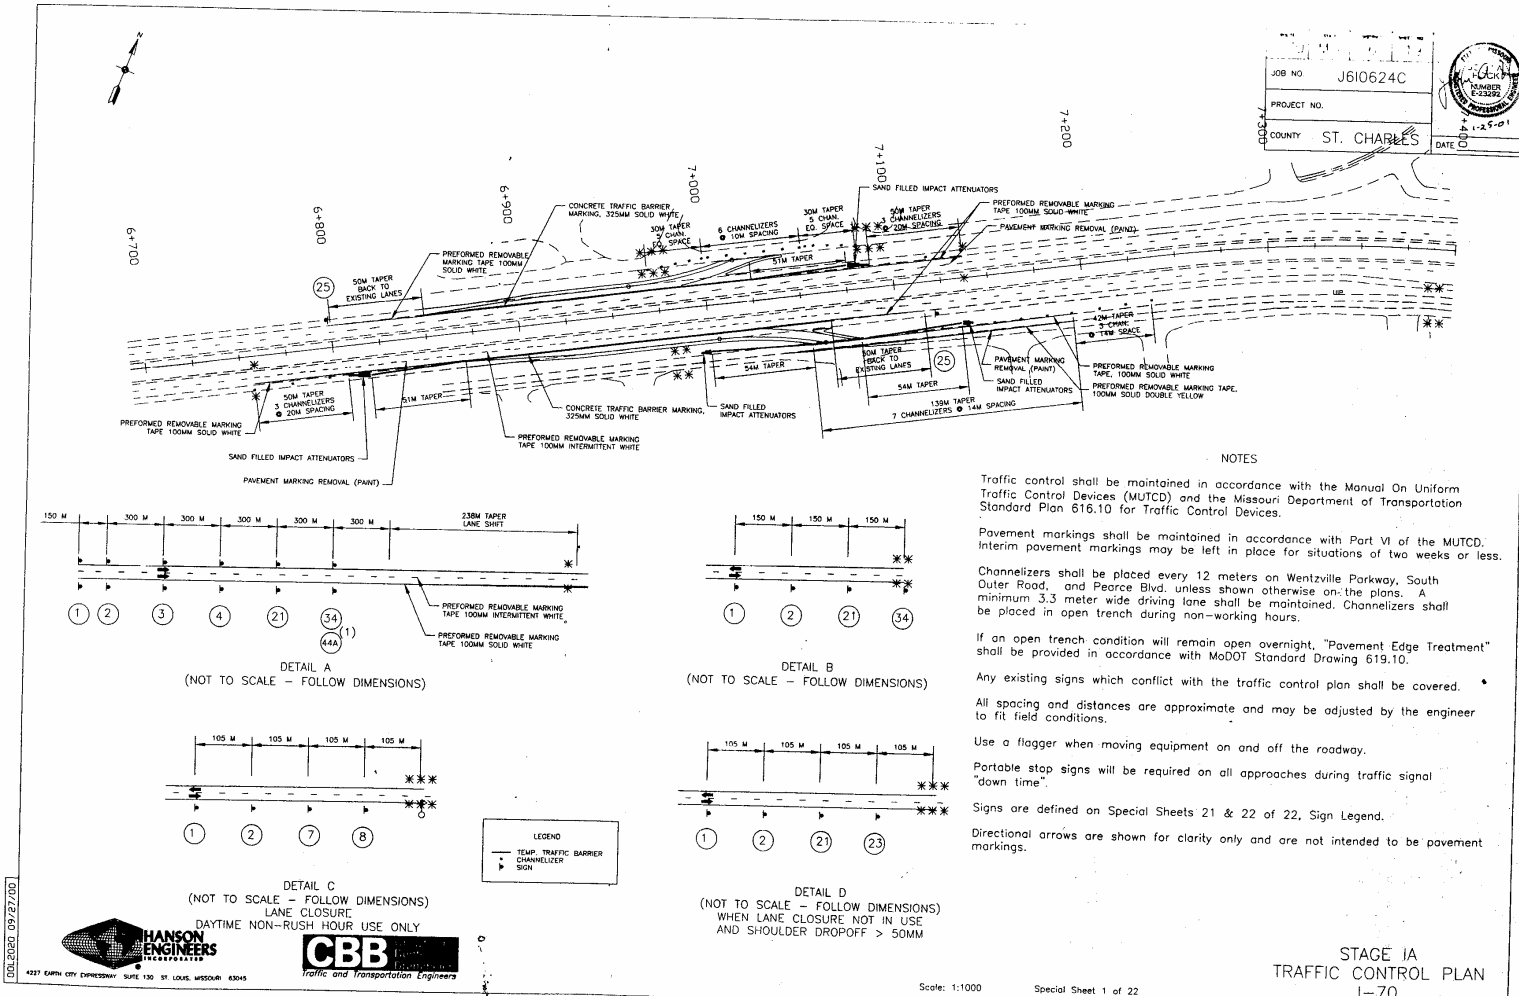 JOB NO. J6I0624C
PROJECT NO.
COUNTY ST. CHARLES
DATE
NUMBER
E-23292
PROFESSIONAL
1-25-01
6+700
6+800
6+900
7+000
7+100
7+200
7+300
7+400
25
50M TAPER
BACK TO
EXISTING LANES
PREFORMED REMOVABLE
MARKING TAPE 100MM
SOLID WHITE
CONCRETE TRAFFIC BARRIER
MARKING, 325MM SOLID WHITE
30M TAPER
5 CHAN.
EQ. SPACE
6 CHANNELIZERS
@ 10M SPACING
30M TAPER
5 CHAN.
EQ. SPACE
50M TAPER
3 CHANNELIZERS
@ 20M SPACING
SAND FILLED IMPACT ATTENUATORS
PREFORMED REMOVABLE MARKING
TAPE 100MM SOLID WHITE
PAVEMENT MARKING REMOVAL (PAINT)
51M TAPER
UIP
42M TAPER
3 CHAN.
@ 14M SPACE
50M TAPER
3 CHANNELIZERS
@ 20M SPACING
51M TAPER
54M TAPER
50M TAPER
BACK TO
EXISTING LANES
25
54M TAPER
139M TAPER
7 CHANNELIZERS @ 14M SPACING
PAVEMENT MARKING
REMOVAL (PAINT)
SAND FILLED
IMPACT ATTENUATORS
PREFORMED REMOVABLE MARKING
TAPE, 100MM SOLID WHITE
PREFORMED REMOVABLE MARKING TAPE,
100MM SOLID DOUBLE YELLOW
PREFORMED REMOVABLE MARKING
TAPE 100MM SOLID WHITE
SAND FILLED IMPACT ATTENUATORS
PAVEMENT MARKING REMOVAL (PAINT)
CONCRETE TRAFFIC BARRIER MARKING,
325MM SOLID WHITE
SAND FILLED
IMPACT ATTENUATORS
PREFORMED REMOVABLE MARKING
TAPE 100MM INTERMITTENT WHITE
150 M 300 M 300 M 300 M 300 M 300 M
238M TAPER
LANE SHIFT
1 2 3 4 21 34
44A (1)
PREFORMED REMOVABLE MARKING
TAPE 100MM INTERMITTENT WHITE
PREFORMED REMOVABLE MARKING
TAPE 100MM SOLID WHITE
DETAIL A
(NOT TO SCALE – FOLLOW DIMENSIONS)
150 M 150 M 150 M
1 2 21 34
DETAIL B
(NOT TO SCALE – FOLLOW DIMENSIONS)
105 M 105 M 105 M 105 M
1 2 7 8
DETAIL C
(NOT TO SCALE – FOLLOW DIMENSIONS)
LANE CLOSURE
DAYTIME NON-RUSH HOUR USE ONLY
LEGEND
TEMP. TRAFFIC BARRIER
CHANNELIZER
SIGN
105 M 105 M 105 M 105 M
1 2 21 23
DETAIL D
(NOT TO SCALE – FOLLOW DIMENSIONS)
WHEN LANE CLOSURE NOT IN USE
AND SHOULDER DROPOFF > 50MM
NOTES
Traffic control shall be maintained in accordance with the Manual On Uniform
Traffic Control Devices (MUTCD) and the Missouri Department of Transportation
Standard Plan 616.10 for Traffic Control Devices.
Pavement markings shall be maintained in accordance with Part VI of the MUTCD.
Interim pavement markings may be left in place for situations of two weeks or less.
Channelizers shall be placed every 12 meters on Wentzville Parkway, South
Outer Road, and Pearce Blvd. unless shown otherwise on the plans. A
minimum 3.3 meter wide driving lane shall be maintained. Channelizers shall
be placed in open trench during non-working hours.
If an open trench condition will remain open overnight, "Pavement Edge Treatment"
shall be provided in accordance with MoDOT Standard Drawing 619.10.
Any existing signs which conflict with the traffic control plan shall be covered.
All spacing and distances are approximate and may be adjusted by the engineer
to fit field conditions.
Use a flagger when moving equipment on and off the roadway.
Portable stop signs will be required on all approaches during traffic signal
"down time".
Signs are defined on Special Sheets 21 & 22 of 22, Sign Legend.
Directional arrows are shown for clarity only and are not intended to be pavement
markings.
00L2020 09/27/00
HANSON
ENGINEERS
INCORPORATED
4227 EARTH CITY EXPRESSWAY SUITE 130 ST. LOUIS, MISSOURI 63045
CBB
Traffic and Transportation Engineers
Scale: 1:1000
Special Sheet 1 of 22
STAGE IA
TRAFFIC CONTROL PLAN
I-70